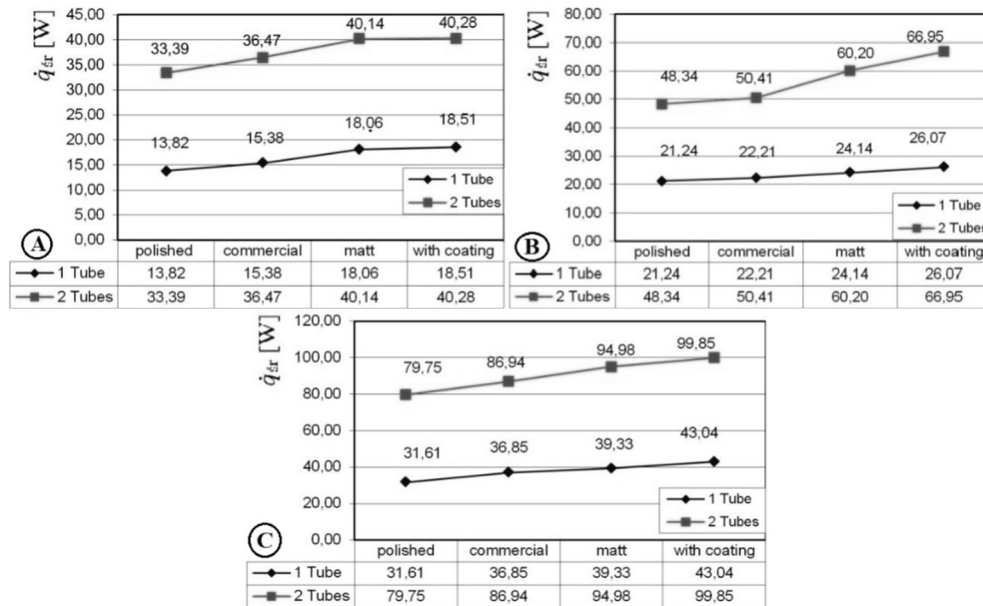 q̇śr [W]
45,00
40,00
35,00
30,00
25,00
20,00
15,00
10,00
5,00
0,00
33,39 36,47 40,14 40,28
13,82 15,38 18,06 18,51
1 Tube
2 Tubes
A
polished commercial matt with coating
1 Tube 13,82 15,38 18,06 18,51
2 Tubes 33,39 36,47 40,14 40,28
q̇śr [W]
80,00
70,00
60,00
50,00
40,00
30,00
20,00
10,00
0,00
48,34 50,41 60,20 66,95
21,24 22,21 24,14 26,07
1 Tube
2 Tubes
B
polished commercial matt with coating
1 Tube 21,24 22,21 24,14 26,07
2 Tubes 48,34 50,41 60,20 66,95
q̇śr [W]
120,00
100,00
80,00
60,00
40,00
20,00
0,00
79,75 86,94 94,98 99,85
31,61 36,85 39,33 43,04
1 Tube
2 Tubes
C
polished commercial matt with coating
1 Tube 31,61 36,85 39,33 43,04
2 Tubes 79,75 86,94 94,98 99,85